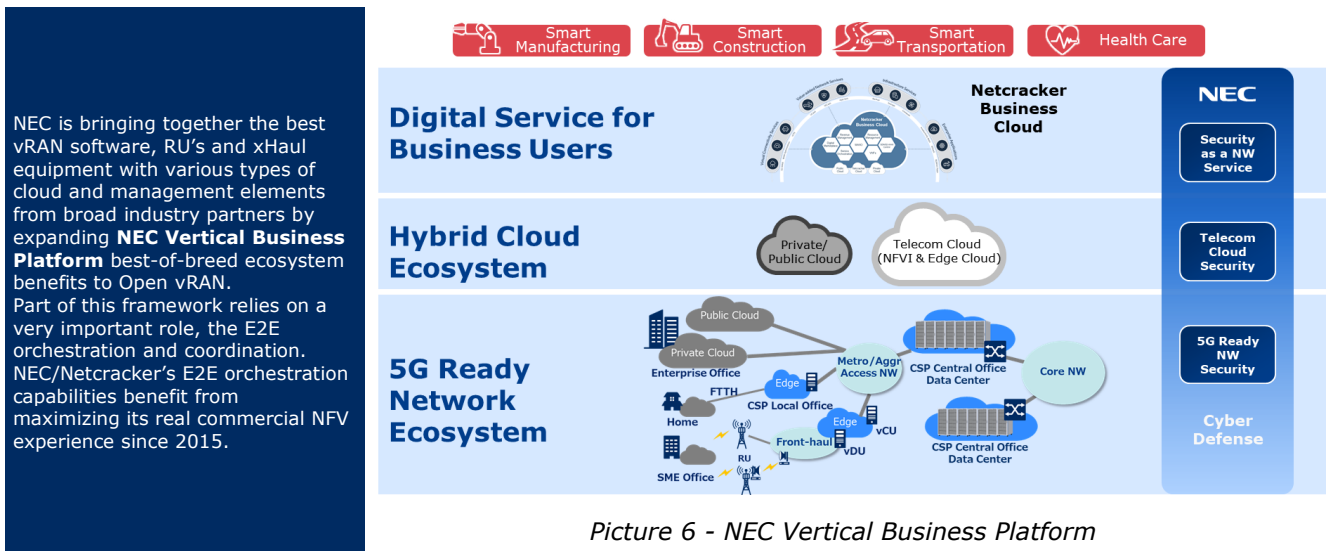 NEC is bringing together the best
vRAN software, RU's and xHaul
equipment with various types of
cloud and management elements
from broad industry partners by
expanding NEC Vertical Business
Platform best-of-breed ecosystem
benefits to Open vRAN.
Part of this framework relies on a
very important role, the E2E
orchestration and coordination.
NEC/Netcracker's E2E orchestration
capabilities benefit from
maximizing its real commercial NFV
experience since 2015.
Smart
Manufacturing
Smart
Construction
Smart
Transportation
Health Care
Digital Service for
Business Users
Netcracker
Business Cloud
Netcracker
Business
Cloud
Hybrid Cloud
Ecosystem
Private/
Public Cloud
Telecom Cloud
(NFVI & Edge Cloud)
5G Ready
Network
Ecosystem
Public Cloud
Private Cloud
Enterprise Office
FTTH
Home
Edge
CSP Local Office
Metro/Aggr
Access NW
CSP Central Office
Data Center
Core NW
SME Office
RU
Front-haul
Edge
vCU
vDU
CSP Central Office
Data Center
NEC
Security
as a NW
Service
Telecom
Cloud
Security
5G Ready
NW
Security
Cyber
Defense
Picture 6 - NEC Vertical Business Platform